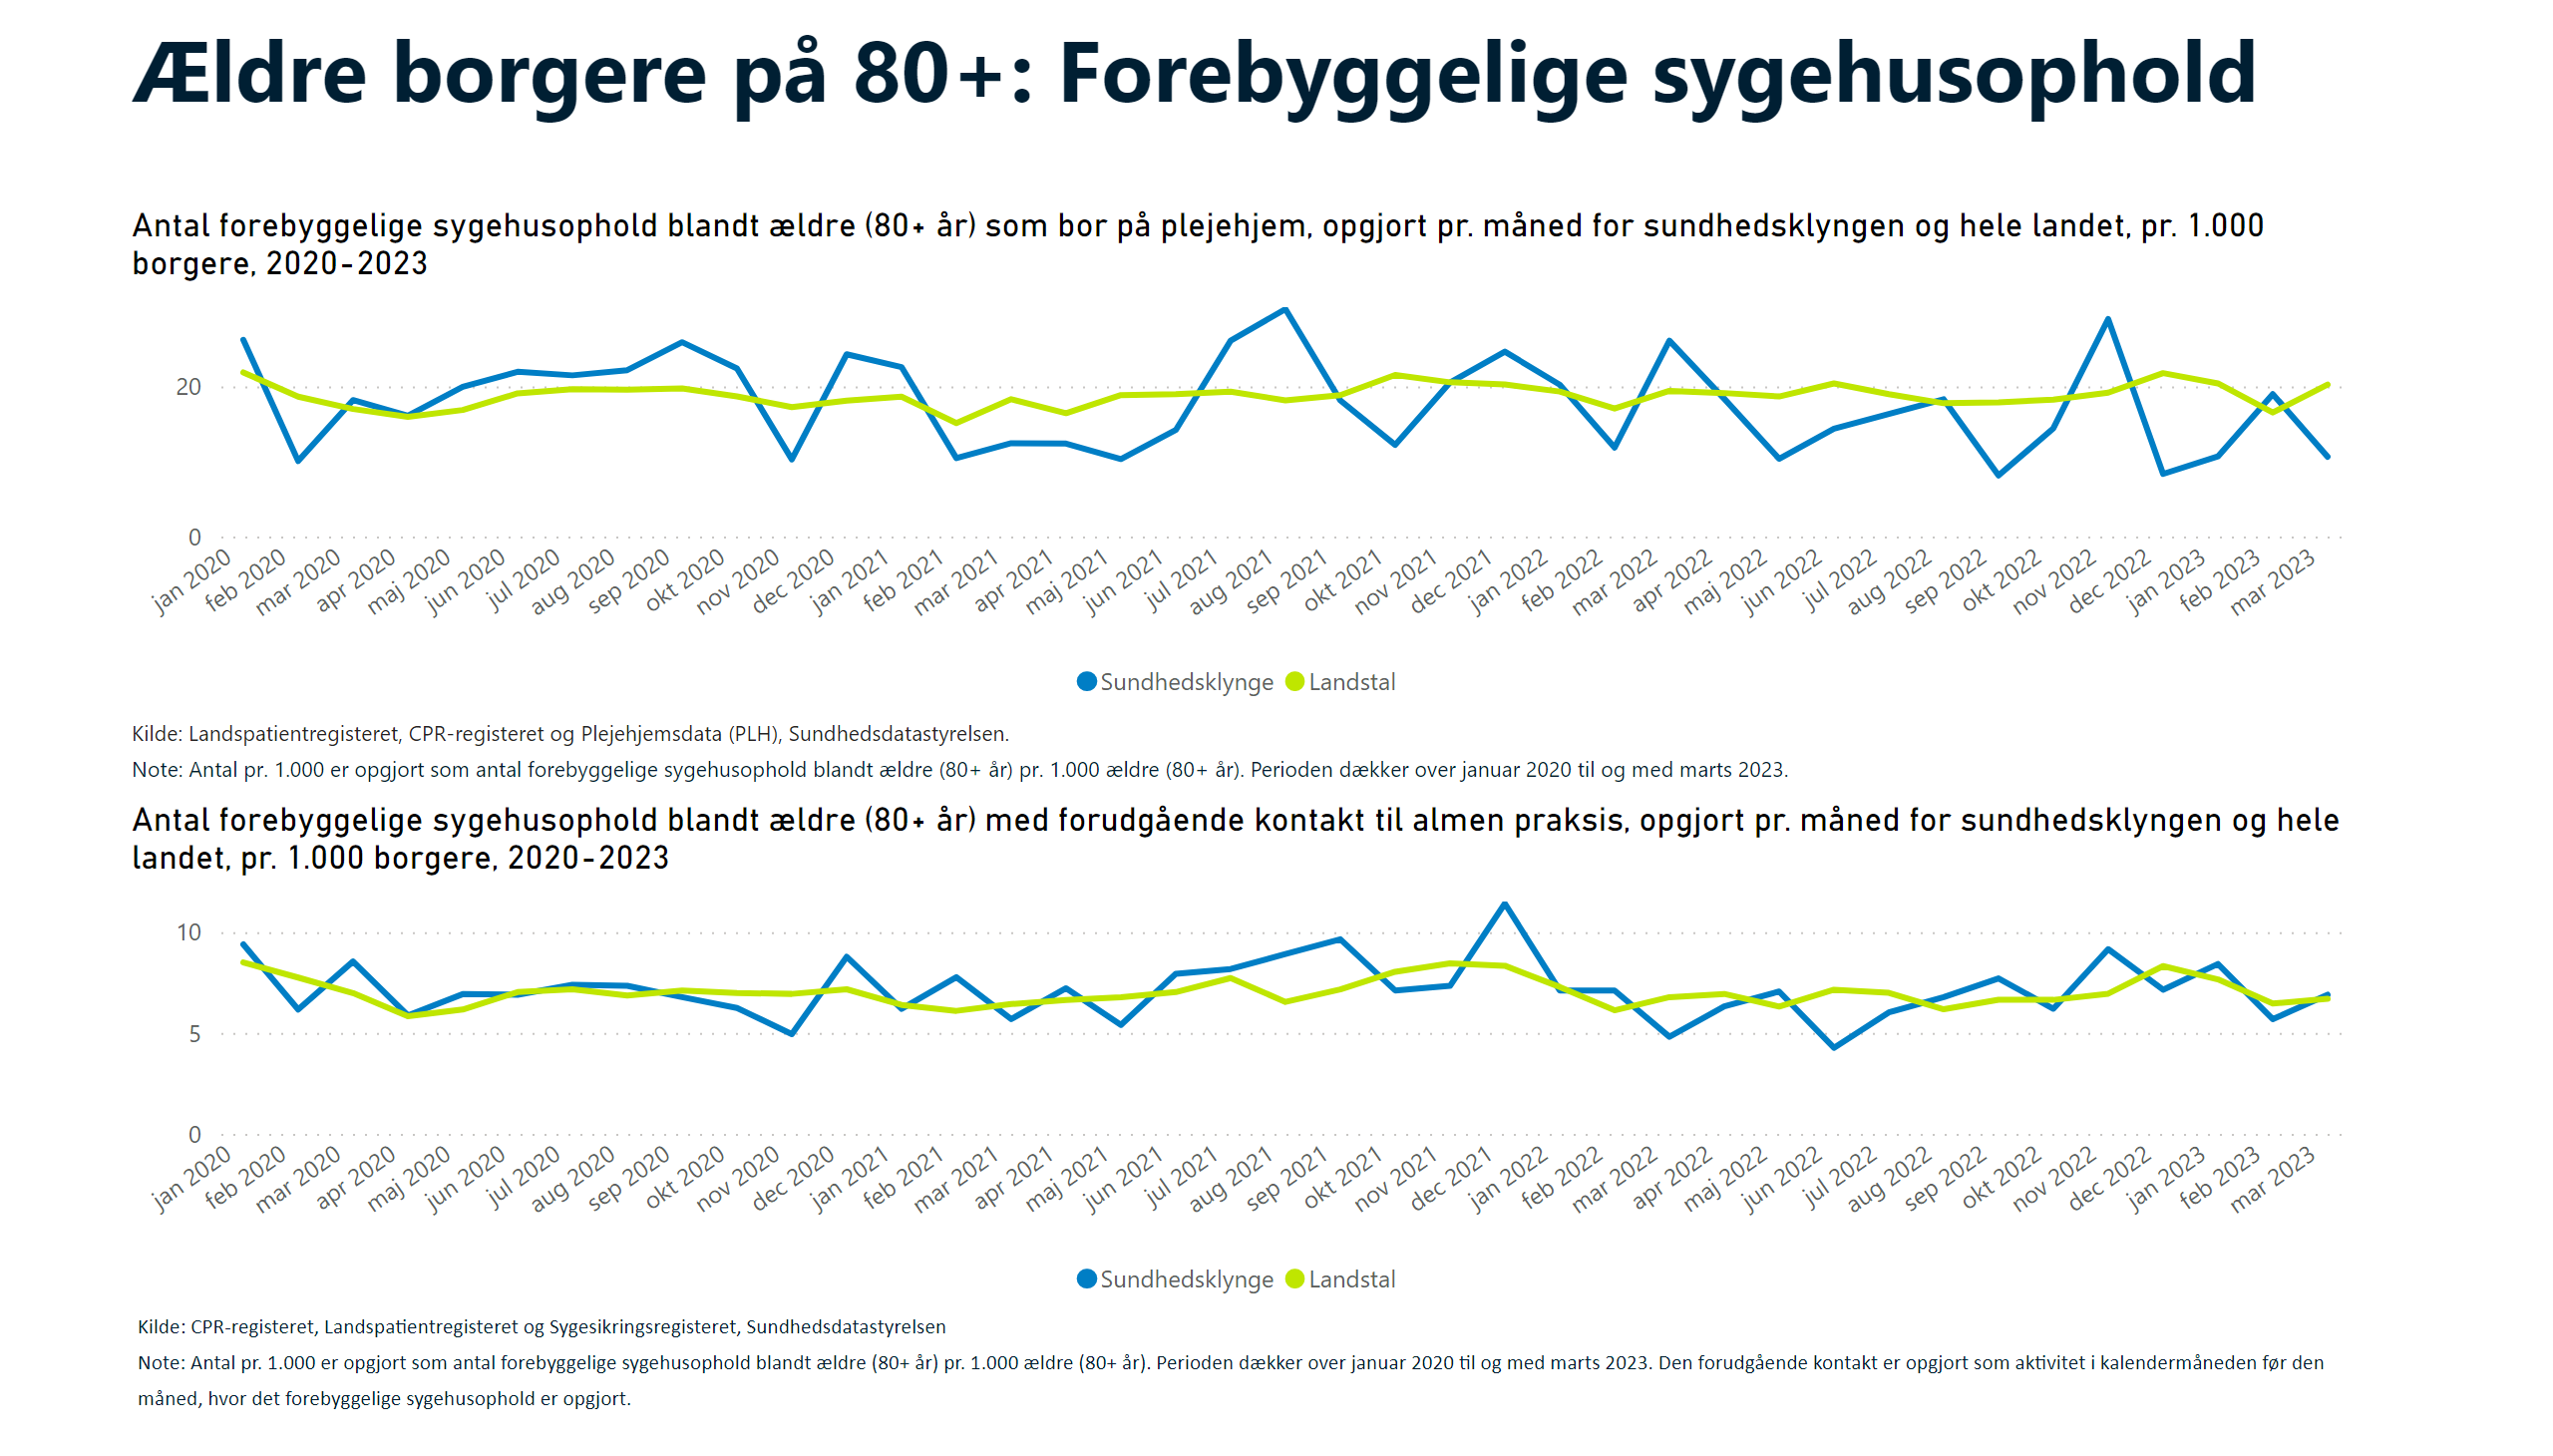 Ældre borgere på 80+: Forebyggelige sygehusophold
Antal forebyggelige sygehusophold blandt ældre (80+ år) som bor på plejehjem, opgjort pr. måned for sundhedsklyngen og hele landet, pr. 1.000
borgere, 2020-2023
20
0
jan 2020
feb 2020
mar 2020
apr 2020
maj 2020
jun 2020
jul 2020
aug 2020
sep 2020
okt 2020
nov 2020
dec 2020
jan 2021
feb 2021
mar 2021
apr 2021
maj 2021
jun 2021
jul 2021
aug 2021
sep 2021
okt 2021
nov 2021
dec 2021
jan 2022
feb 2022
mar 2022
apr 2022
maj 2022
jun 2022
jul 2022
aug 2022
sep 2022
okt 2022
nov 2022
dec 2022
jan 2023
feb 2023
mar 2023
Sundhedsklynge Landstal
Kilde: Landspatientregisteret, CPR-registeret og Plejehjemsdata (PLH), Sundhedsdatastyrelsen.
Note: Antal pr. 1.000 er opgjort som antal forebyggelige sygehusophold blandt ældre (80+ år) pr. 1.000 ældre (80+ år). Perioden dækker over januar 2020 til og med marts 2023.
Antal forebyggelige sygehusophold blandt ældre (80+ år) med forudgående kontakt til almen praksis, opgjort pr. måned for sundhedsklyngen og hele
landet, pr. 1.000 borgere, 2020-2023
10
5
0
jan 2020
feb 2020
mar 2020
apr 2020
maj 2020
jun 2020
jul 2020
aug 2020
sep 2020
okt 2020
nov 2020
dec 2020
jan 2021
feb 2021
mar 2021
apr 2021
maj 2021
jun 2021
jul 2021
aug 2021
sep 2021
okt 2021
nov 2021
dec 2021
jan 2022
feb 2022
mar 2022
apr 2022
maj 2022
jun 2022
jul 2022
aug 2022
sep 2022
okt 2022
nov 2022
dec 2022
jan 2023
feb 2023
mar 2023
Sundhedsklynge Landstal
Kilde: CPR-registeret, Landspatientregisteret og Sygesikringsregisteret, Sundhedsdatastyrelsen
Note: Antal pr. 1.000 er opgjort som antal forebyggelige sygehusophold blandt ældre (80+ år) pr. 1.000 ældre (80+ år). Perioden dækker over januar 2020 til og med marts 2023. Den forudgående kontakt er opgjort som aktivitet i kalendermåneden før den
måned, hvor det forebyggelige sygehusophold er opgjort.